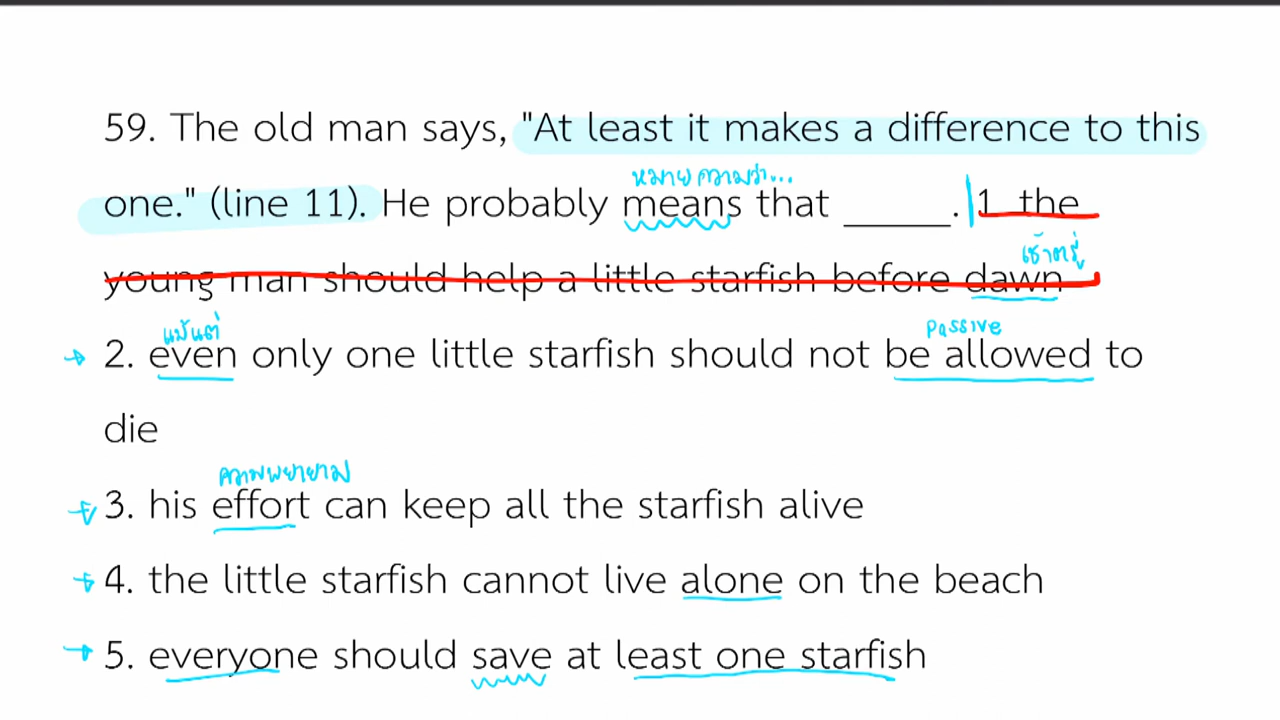 59. The old man says, "At least it makes a difference to this
หมายความว่า...
one." (line 11). He probably means that ______. 1 the
เช้าตรู่
young man should help a little starfish before dawn
แม้แต่ passive
2. even only one little starfish should not be allowed to
die
ความพยายาม
3. his effort can keep all the starfish alive
4. the little starfish cannot live alone on the beach
5. everyone should save at least one starfish